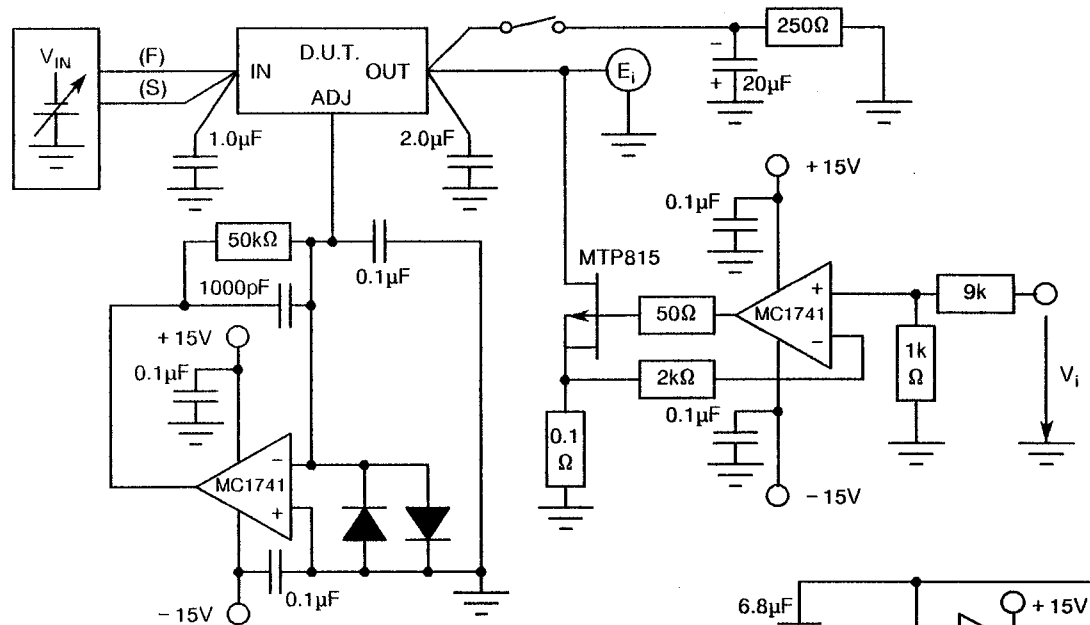 V_IN
(F)
(S)
IN
D.U.T.
OUT
ADJ
1.0µF
2.0µF
E_i
−
+
20µF
250Ω
+ 15V
0.1µF
50kΩ
0.1µF
1000pF
MTP815
50Ω
+
−
MC1741
9k
1k
Ω
V_i
2kΩ
0.1µF
0.1
Ω
− 15V
+ 15V
0.1µF
−
+
MC1741
0.1µF
− 15V
6.8µF
+ 15V